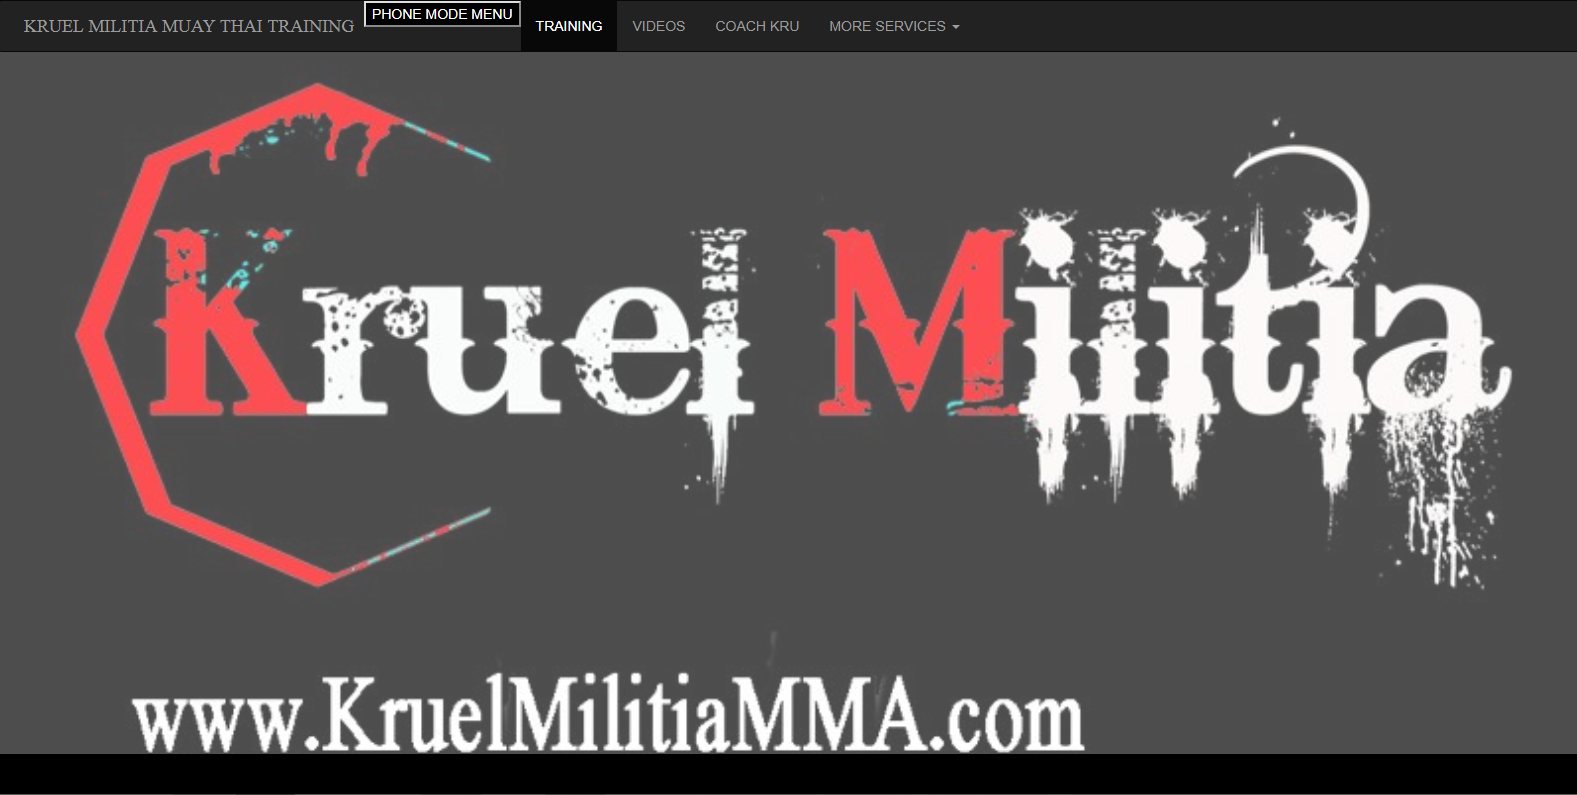 KRUEL MILITIA MUAY THAI TRAINING PHONE MODE MENU TRAINING VIDEOS COACH KRU MORE SERVICES
Kruel Militia
www.KruelMilitiaMMA.com